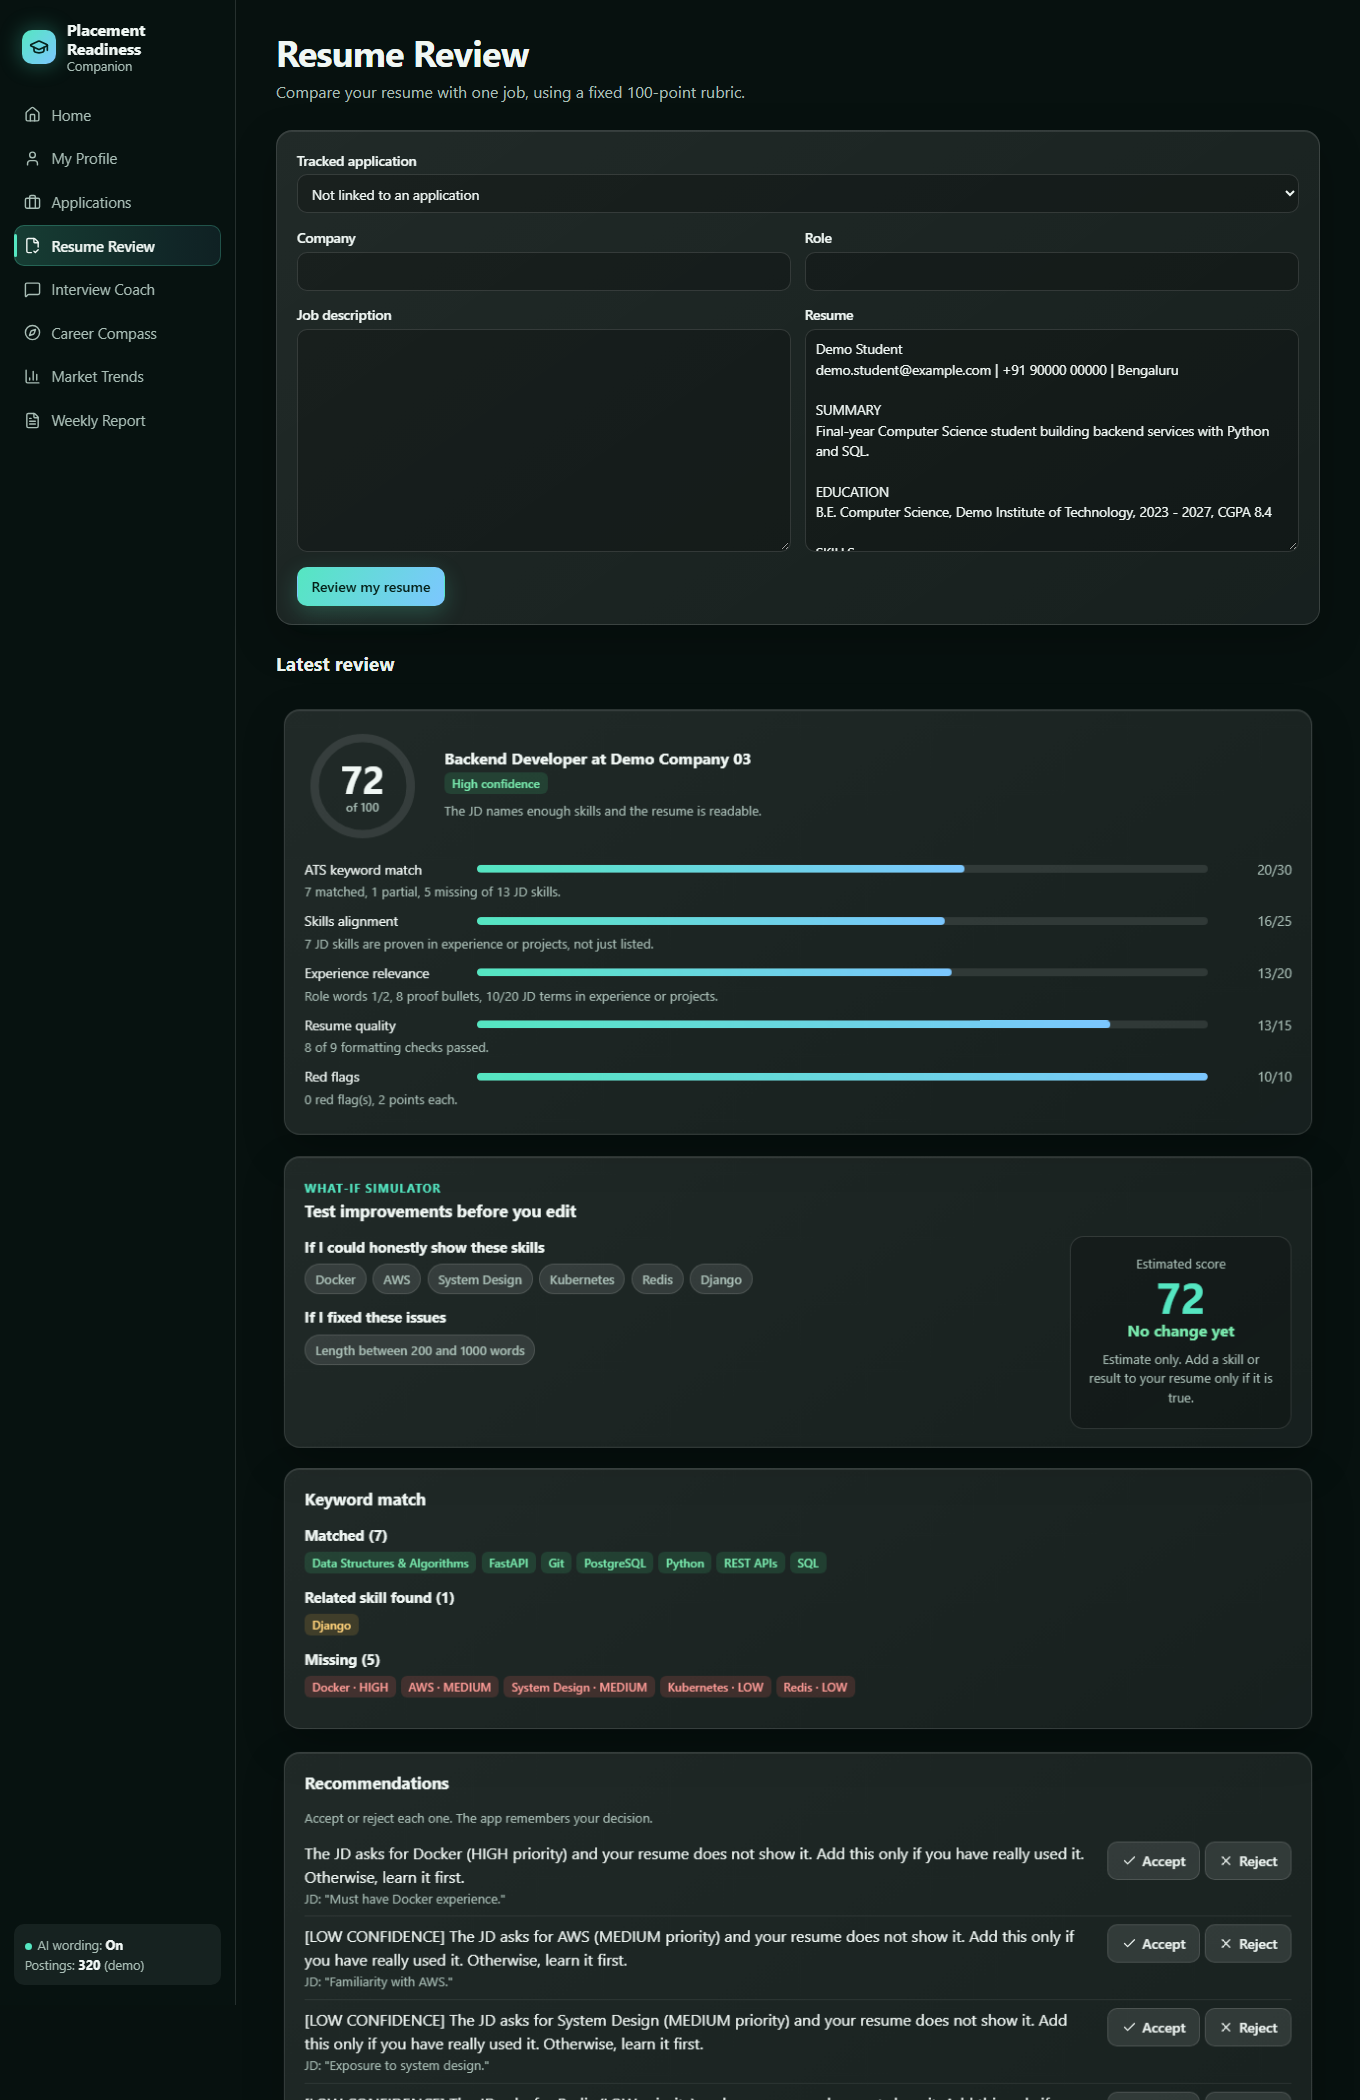 Placement
Readiness
Companion
Home
My Profile
Applications
Resume Review
Interview Coach
Career Compass
Market Trends
Weekly Report
AI wording: On
Postings: 320 (demo)
Resume Review
Compare your resume with one job, using a fixed 100-point rubric.
Tracked application
Not linked to an application
Company
Role
Job description
Resume
Demo Student
demo.student@example.com | +91 90000 00000 | Bengaluru
SUMMARY
Final-year Computer Science student building backend services with Python
and SQL.
EDUCATION
B.E. Computer Science, Demo Institute of Technology, 2023 - 2027, CGPA 8.4
SKILLS
Review my resume
Latest review
72
of 100
Backend Developer at Demo Company 03
High confidence
The JD names enough skills and the resume is readable.
ATS keyword match 20/30
7 matched, 1 partial, 5 missing of 13 JD skills.
Skills alignment 16/25
7 JD skills are proven in experience or projects, not just listed.
Experience relevance 13/20
Role words 1/2, 8 proof bullets, 10/20 JD terms in experience or projects.
Resume quality 13/15
8 of 9 formatting checks passed.
Red flags 10/10
0 red flag(s), 2 points each.
WHAT-IF SIMULATOR
Test improvements before you edit
If I could honestly show these skills
Docker AWS System Design Kubernetes Redis Django
If I fixed these issues
Length between 200 and 1000 words
Estimated score
72
No change yet
Estimate only. Add a skill or
result to your resume only if it is
true.
Keyword match
Matched (7)
Data Structures & Algorithms FastAPI Git PostgreSQL Python REST APIs SQL
Related skill found (1)
Django
Missing (5)
Docker · HIGH AWS · MEDIUM System Design · MEDIUM Kubernetes · LOW Redis · LOW
Recommendations
Accept or reject each one. The app remembers your decision.
The JD asks for Docker (HIGH priority) and your resume does not show it. Add this only if you have really used it.
Otherwise, learn it first.
JD: "Must have Docker experience."
Accept Reject
[LOW CONFIDENCE] The JD asks for AWS (MEDIUM priority) and your resume does not show it. Add this only if
you have really used it. Otherwise, learn it first.
JD: "Familiarity with AWS."
Accept Reject
[LOW CONFIDENCE] The JD asks for System Design (MEDIUM priority) and your resume does not show it. Add
this only if you have really used it. Otherwise, learn it first.
JD: "Exposure to system design."
Accept Reject